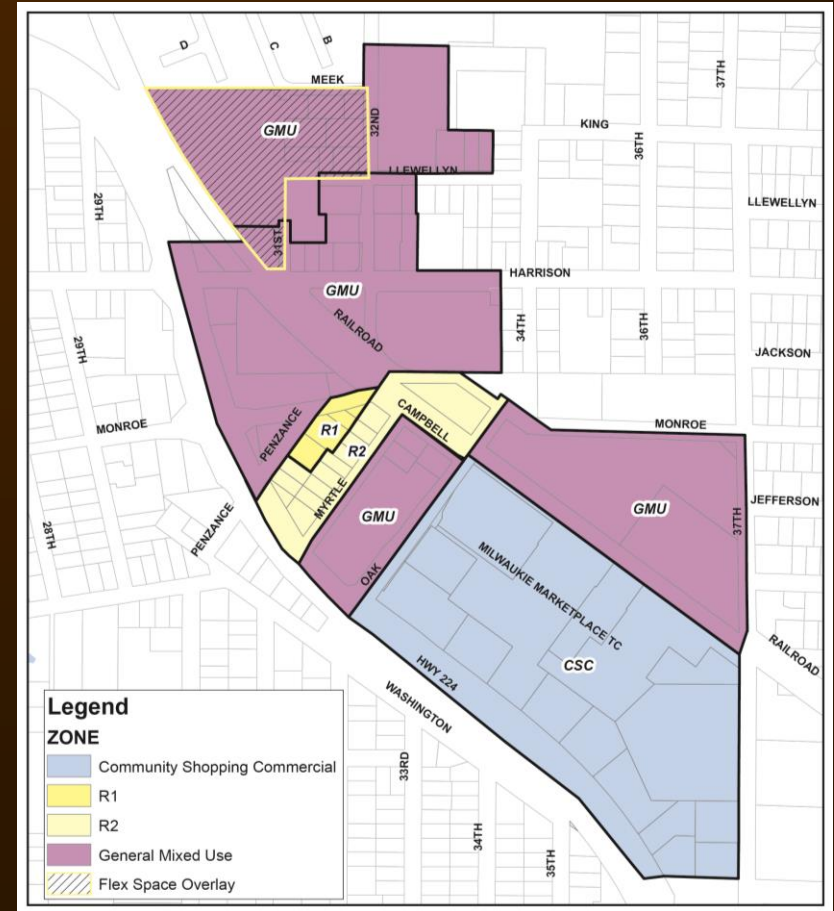 D
C
B
MEEK
37TH
GMU
32ND
KING
36TH
LLEWELLYN
29TH
LLEWELLYN
31ST
HARRISON
GMU
RAILROAD
34TH
36TH
29TH
JACKSON
CAMPBELL
MONROE
MONROE
PENZANCE
R1
R2
MYRTLE
JEFFERSON
GMU
GMU
37TH
PENZANCE
28TH
OAK
MILWAUKIE MARKETPLACE TC
RAILROAD
CSC
HWY 224
WASHINGTON
33RD
34TH
35TH
Legend
ZONE
Community Shopping Commercial
R1
R2
General Mixed Use
Flex Space Overlay